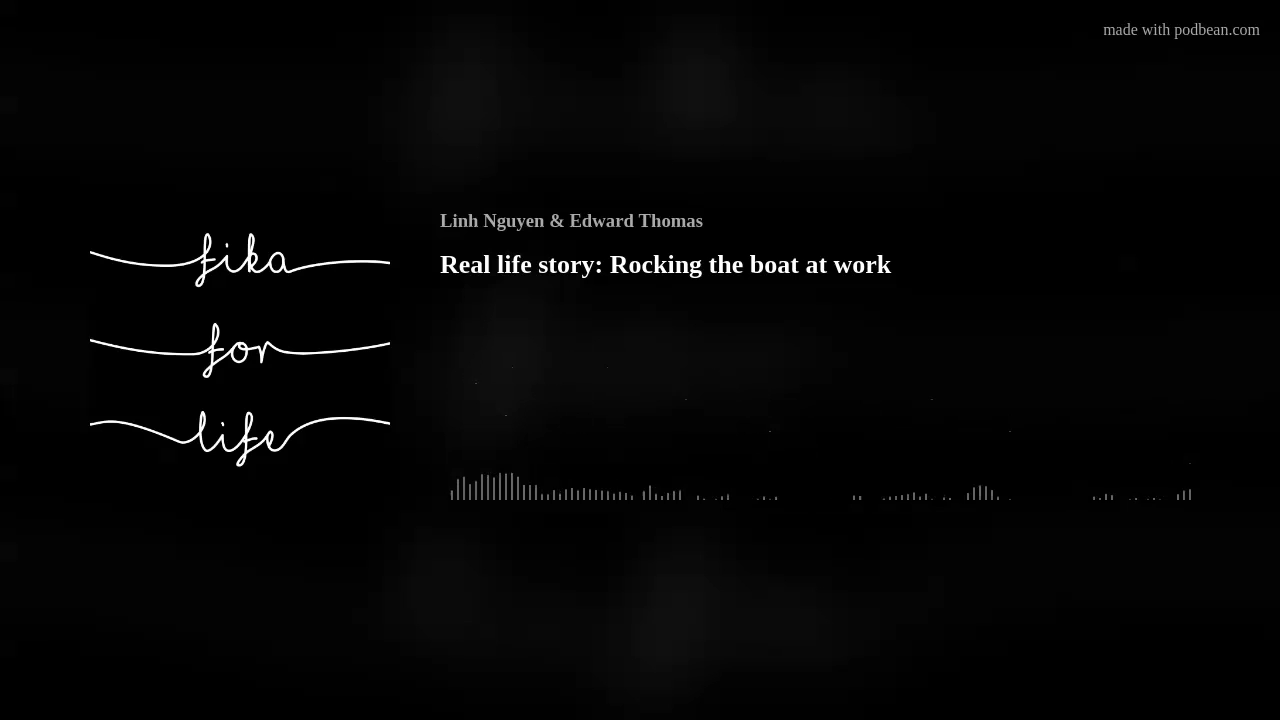 made with podbean.com
fika
for
life
Linh Nguyen & Edward Thomas
Real life story: Rocking the boat at work